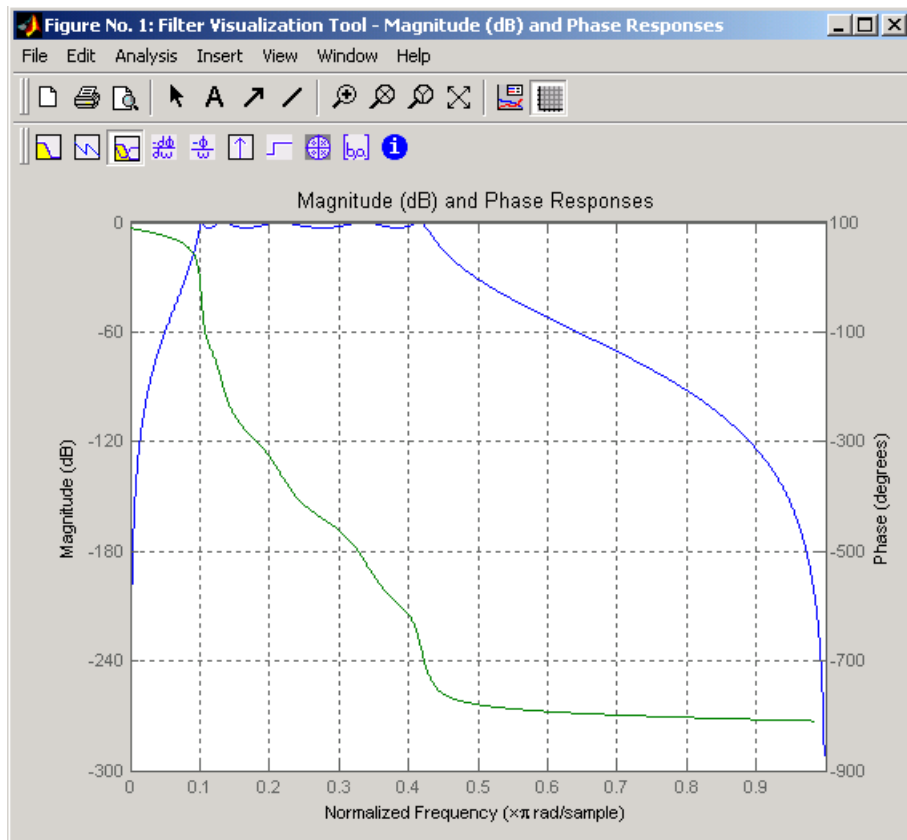 Figure No. 1: Filter Visualization Tool - Magnitude (dB) and Phase Responses
File Edit Analysis Insert View Window Help
A
Magnitude (dB) and Phase Responses
0
-60
-120
-180
-240
-300
Magnitude (dB)
100
-100
-300
-500
-700
-900
Phase (degrees)
0 0.1 0.2 0.3 0.4 0.5 0.6 0.7 0.8 0.9
Normalized Frequency (×π rad/sample)